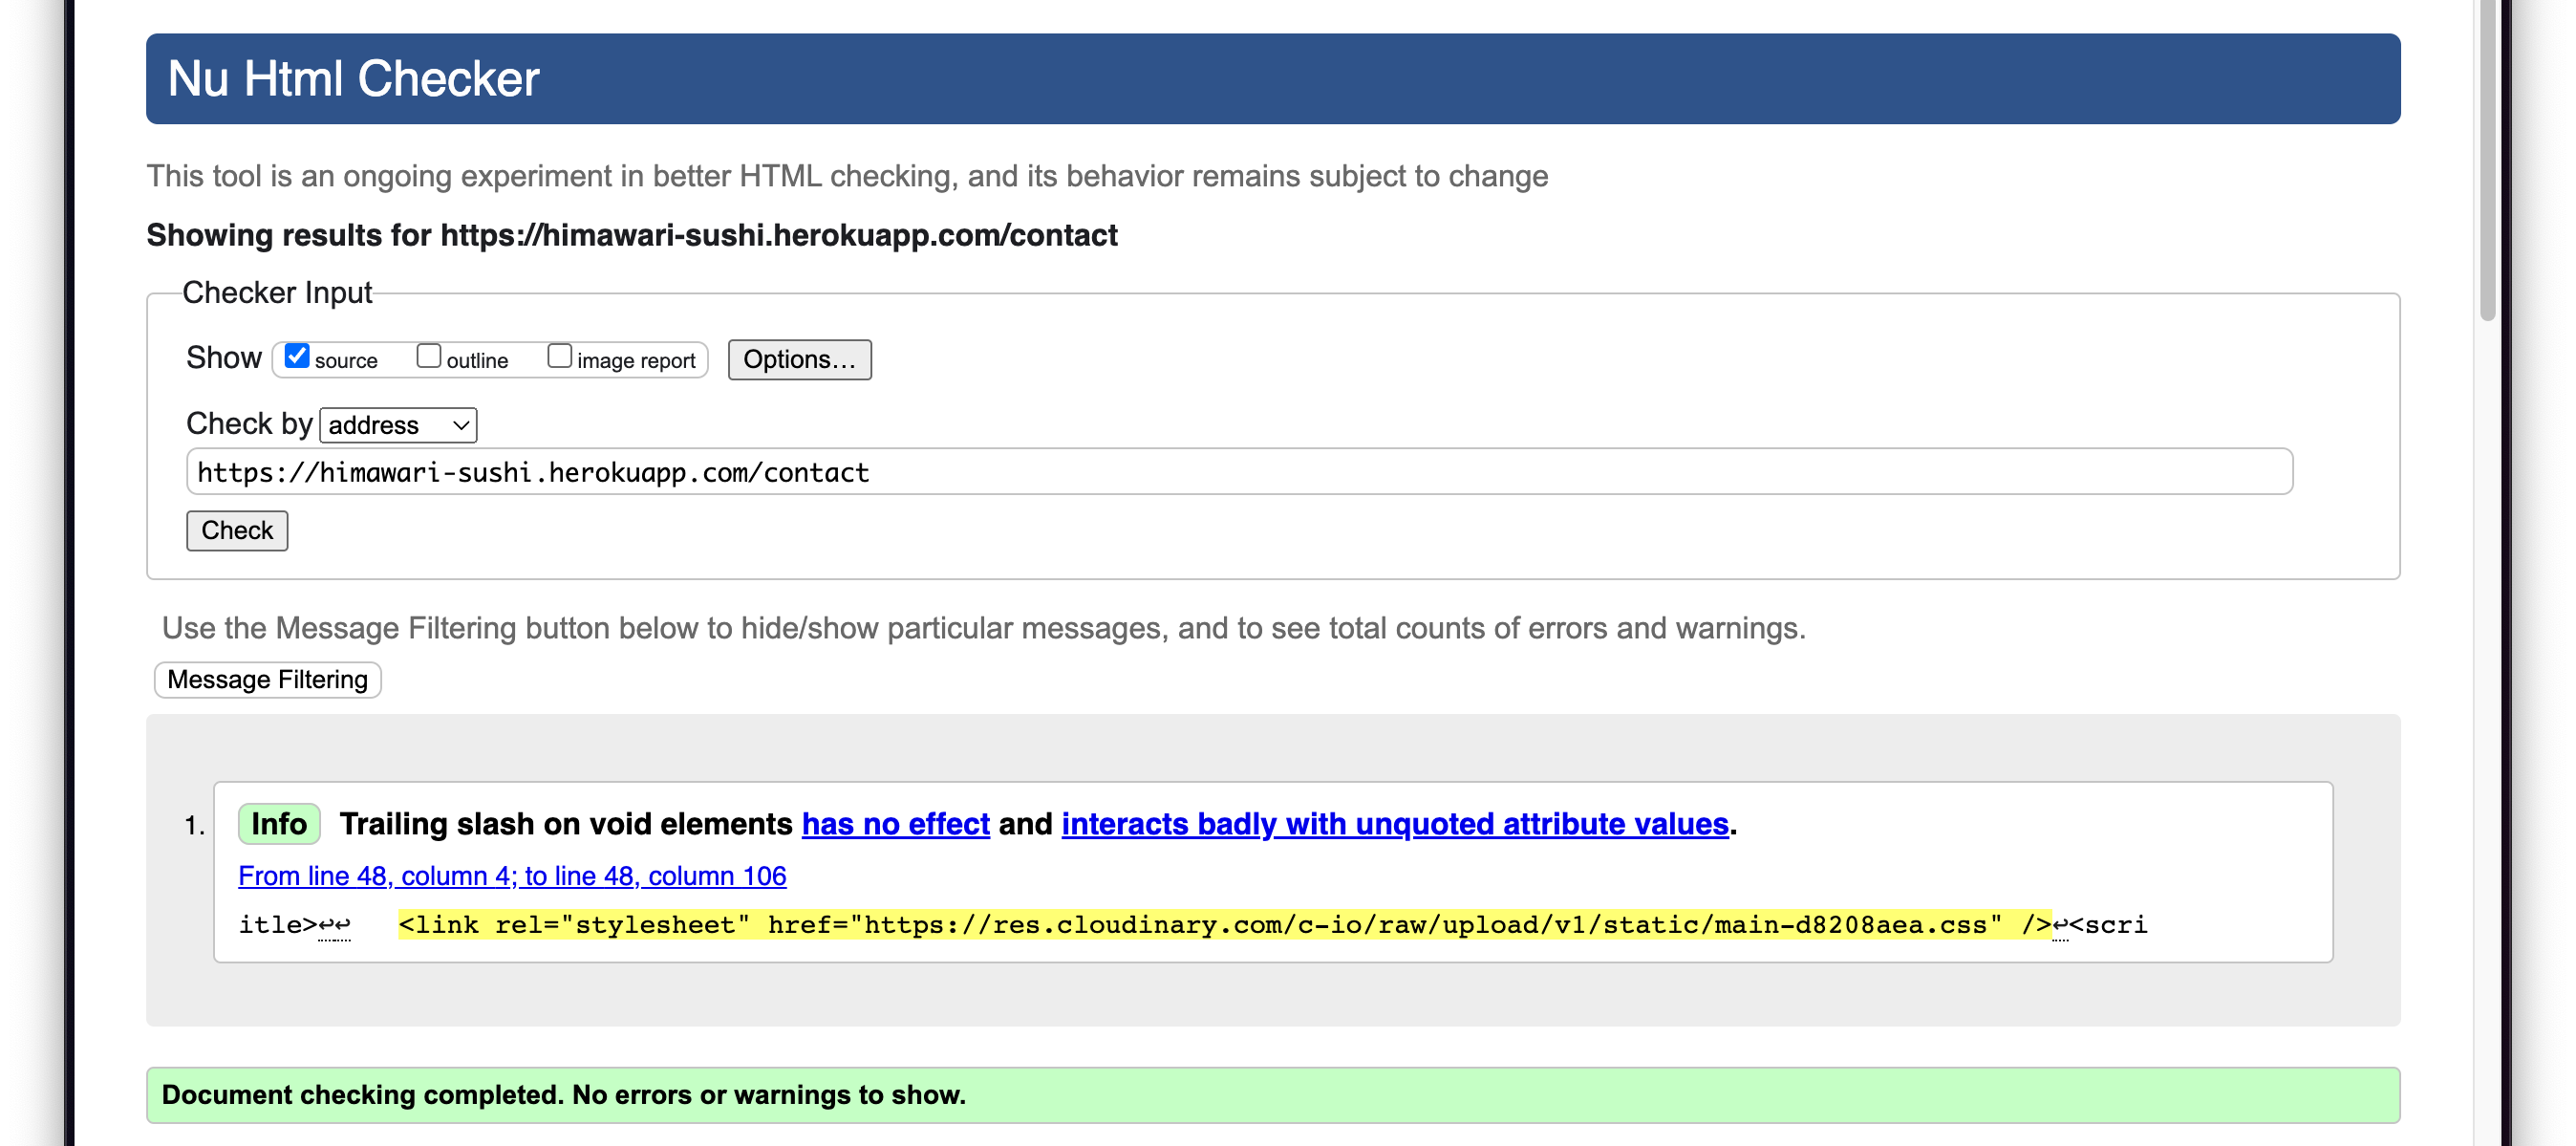 Nu Html Checker
This tool is an ongoing experiment in better HTML checking, and its behavior remains subject to change
Showing results for https://himawari-sushi.herokuapp.com/contact
Checker Input
Show source outline image report Options...
Check by address
https://himawari-sushi.herokuapp.com/contact
Check
Use the Message Filtering button below to hide/show particular messages, and to see total counts of errors and warnings.
Message Filtering
1. Info Trailing slash on void elements has no effect and interacts badly with unquoted attribute values.
From line 48, column 4; to line 48, column 106
itle>↩↩ <link rel="stylesheet" href="https://res.cloudinary.com/c-io/raw/upload/v1/static/main-d8208aea.css" />↩<scri
Document checking completed. No errors or warnings to show.